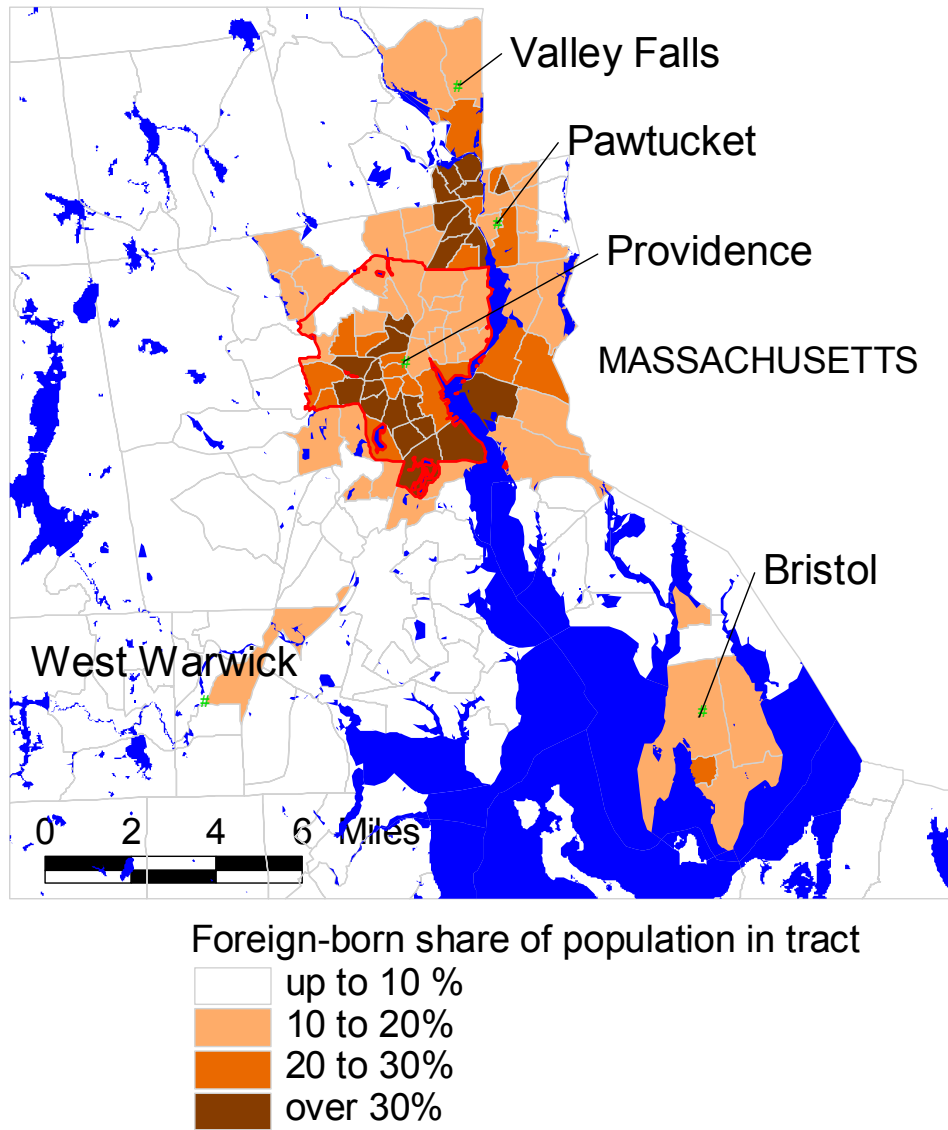 Valley Falls
Pawtucket
Providence
MASSACHUSETTS
Bristol
West Warwick
0 2 4 6 Miles
Foreign-born share of population in tract
up to 10 %
10 to 20%
20 to 30%
over 30%